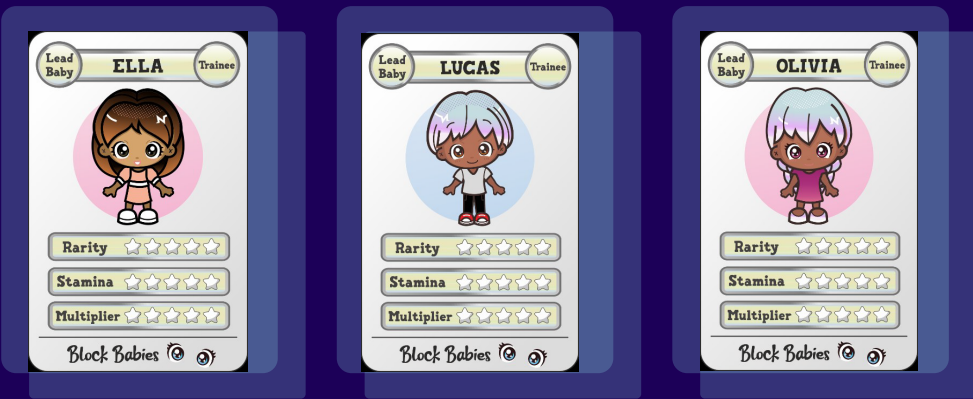 Lead
Baby
ELLA
Trainee
Rarity
Stamina
Multiplier
Block Babies
Lead
Baby
LUCAS
Trainee
Rarity
Stamina
Multiplier
Block Babies
Lead
Baby
OLIVIA
Trainee
Rarity
Stamina
Multiplier
Block Babies